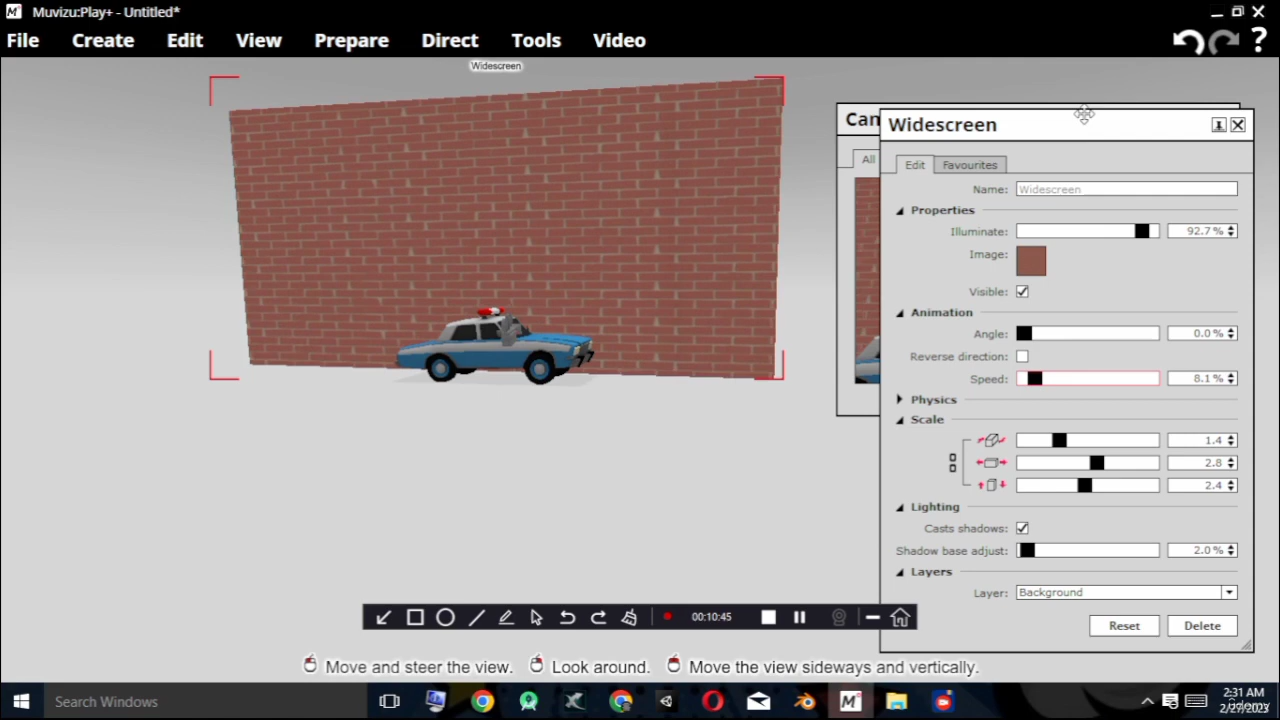 Muvizu:Play+ - Untitled*
File Create Edit View Prepare Direct Tools Video
?
Widescreen
Can
All
Widescreen
Edit Favourites
Name: Widescreen
Properties
Illuminate: 92.7%
Image:
Visible:
Animation
Angle: 0.0%
Reverse direction:
Speed: 8.1%
Physics
Scale
1.4
2.8
2.4
Lighting
Casts shadows:
Shadow base adjust: 2.0%
Layers
Layer: Background
Reset Delete
00:10:45
Move and steer the view. Look around. Move the view sideways and vertically.
Search Windows
2:31 AM